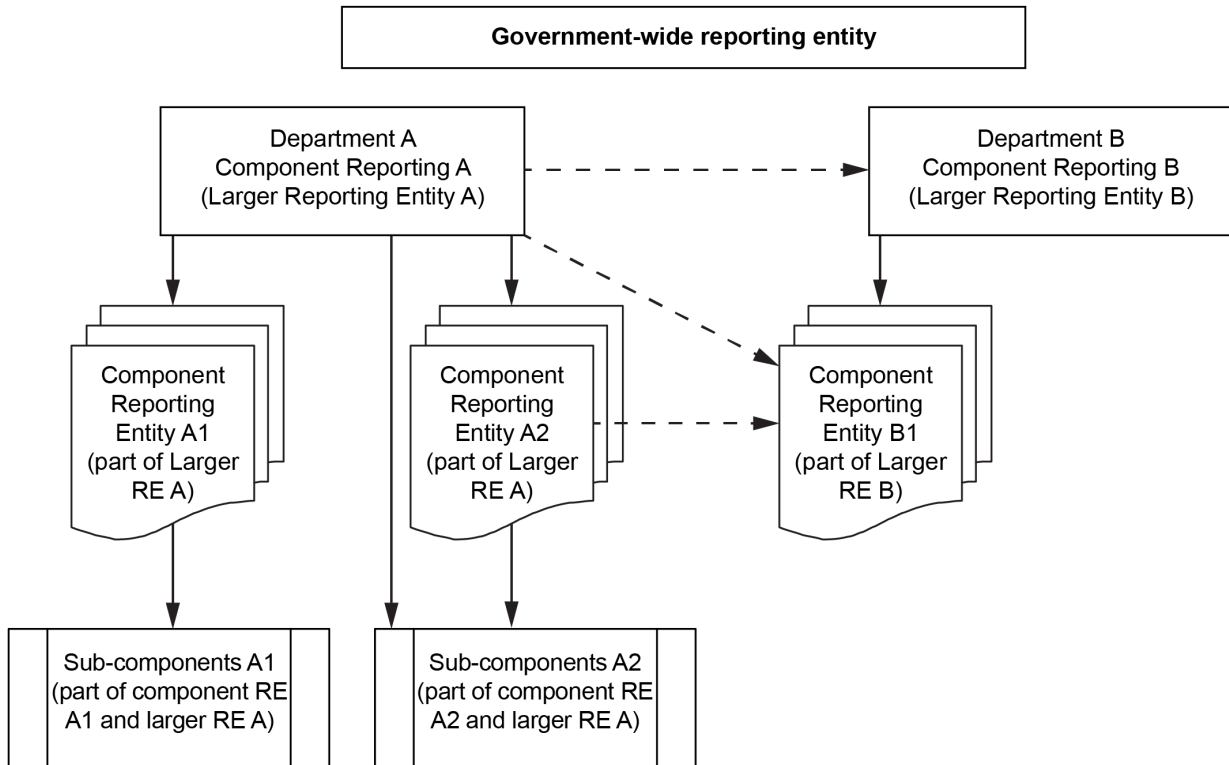 Government-wide reporting entity
Department A
Component Reporting A
(Larger Reporting Entity A)
Department B
Component Reporting B
(Larger Reporting Entity B)
Component
Reporting
Entity A1
(part of Larger
RE A)
Component
Reporting
Entity A2
(part of Larger
RE A)
Component
Reporting
Entity B1
(part of Larger
RE B)
Sub-components A1
(part of component RE
A1 and larger RE A)
Sub-components A2
(part of component RE
A2 and larger RE A)